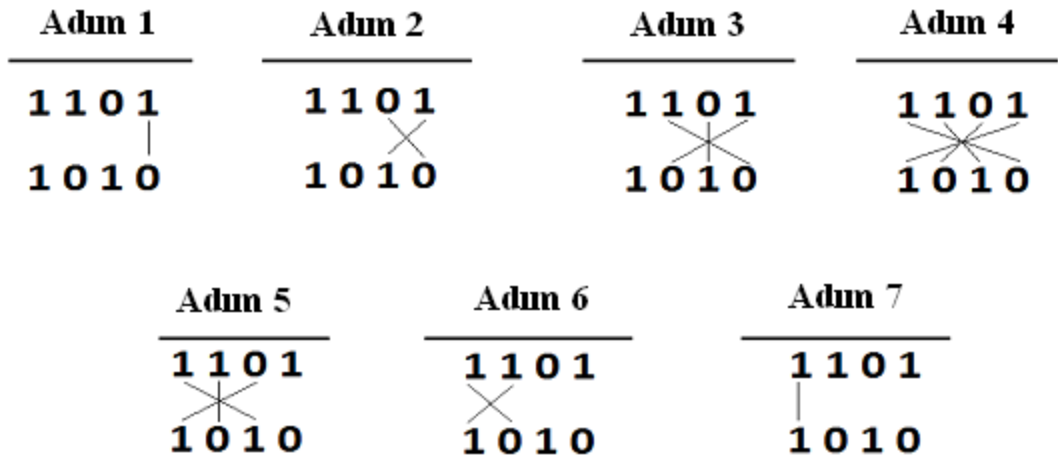 Adım 1 Adım 2 Adım 3 Adım 4
1 1 0 1 1 1 0 1 1 1 0 1 1 1 0 1
1 0 1 0 1 0 1 0 1 0 1 0 1 0 1 0
Adım 5 Adım 6 Adım 7
1 1 0 1 1 1 0 1 1 1 0 1
1 0 1 0 1 0 1 0 1 0 1 0